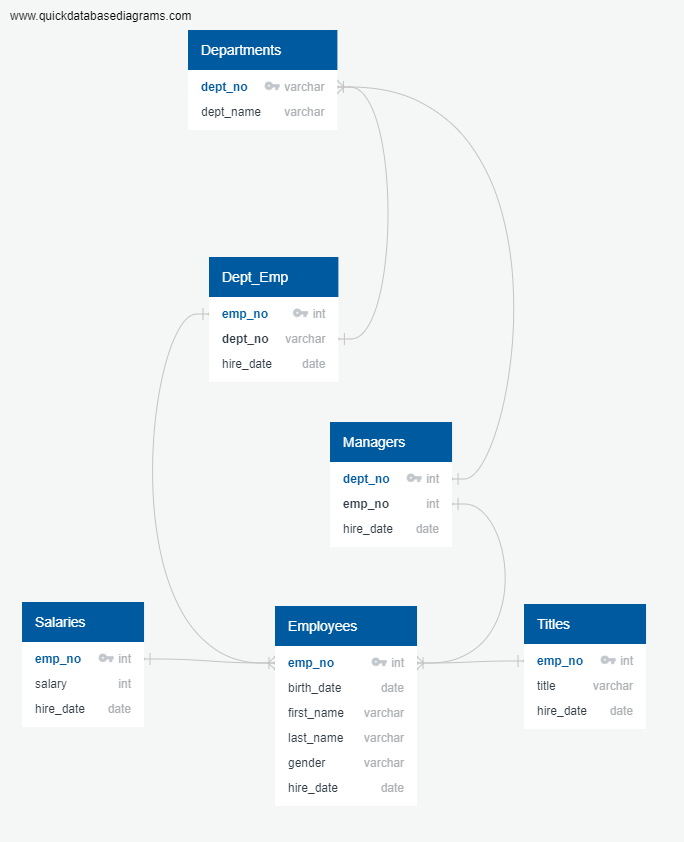 www.quickdatabasediagrams.com
Departments
dept_no varchar
dept_name varchar
Dept_Emp
emp_no int
dept_no varchar
hire_date date
Managers
dept_no int
emp_no int
hire_date date
Salaries
emp_no int
salary int
hire_date date
Employees
emp_no int
birth_date date
first_name varchar
last_name varchar
gender varchar
hire_date date
Titles
emp_no int
title varchar
hire_date date